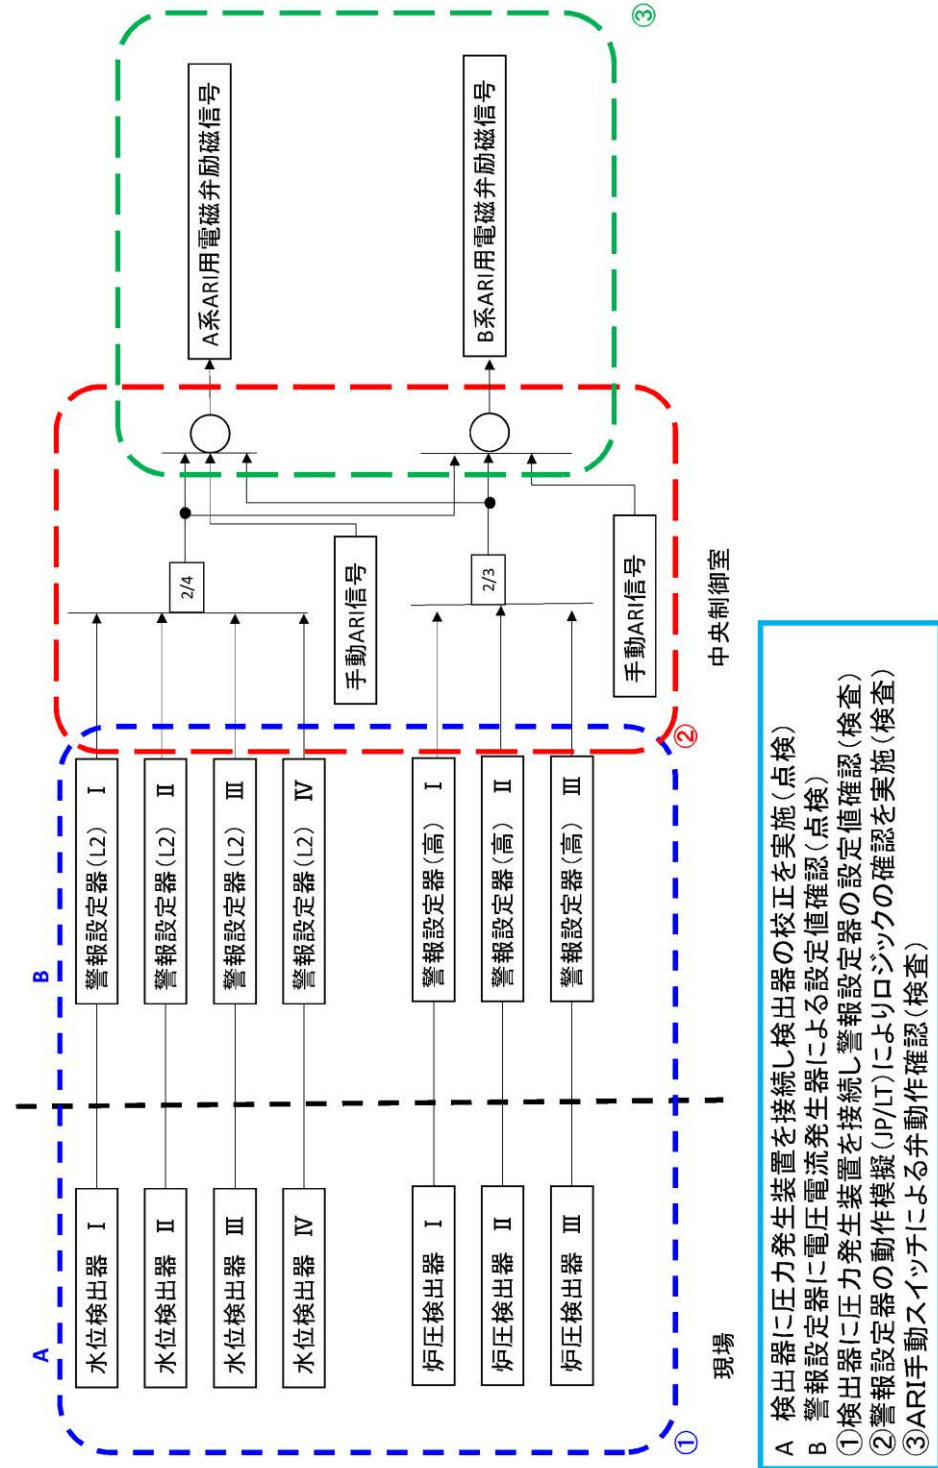 A
B
水位検出器 Ⅰ
警報設定器(L2) Ⅰ
水位検出器 Ⅱ
警報設定器(L2) Ⅱ
水位検出器 Ⅲ
警報設定器(L2) Ⅲ
水位検出器 Ⅳ
警報設定器(L2) Ⅳ
2/4
手動ARI信号
A系ARI用電磁弁励磁信号
炉圧検出器 Ⅰ
警報設定器(高) Ⅰ
炉圧検出器 Ⅱ
警報設定器(高) Ⅱ
炉圧検出器 Ⅲ
警報設定器(高) Ⅲ
2/3
手動ARI信号
B系ARI用電磁弁励磁信号
①
②
③
現場
中央制御室
A 検出器に圧力発生装置を接続し検出器の校正を実施(点検)
B 警報設定器に電圧電流発生器による設定値確認(点検)
①検出器に圧力発生装置を接続し警報設定器の設定値確認(検査)
②警報設定器の動作模擬(JP/LT)によりロジックの確認を実施(検査)
③ARI手動スイッチによる弁動作確認(検査)